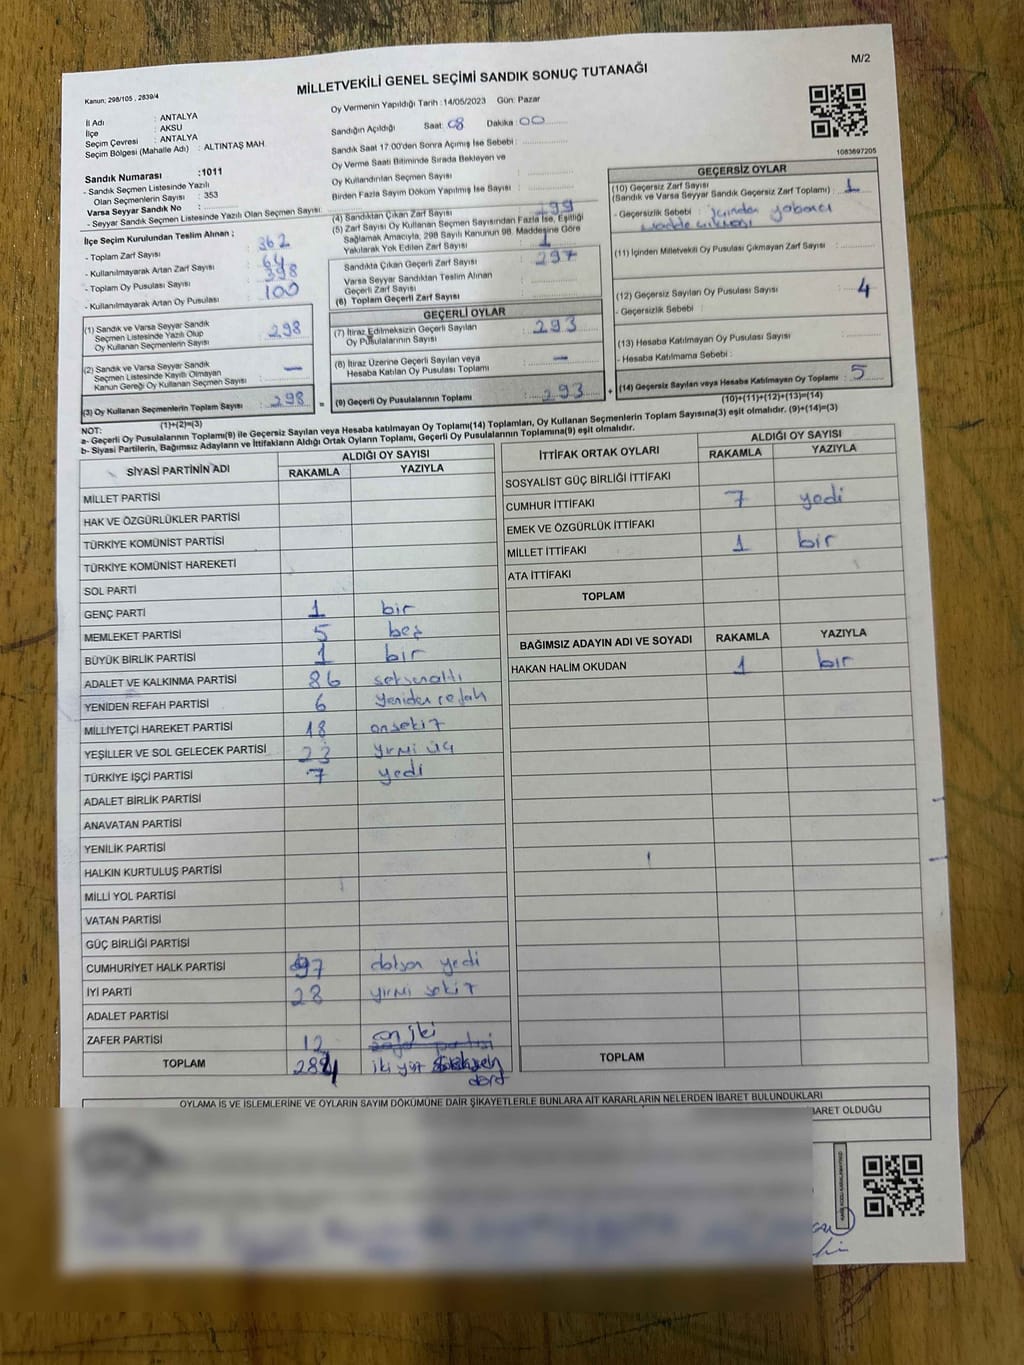 M/2
MİLLETVEKİLİ GENEL SEÇİMİ SANDIK SONUÇ TUTANAĞI
Kanun: 298/105 , 2839/4
Oy Vermenin Yapıldığı Tarih : 14/05/2023 Gün: Pazar
İl Adı : ANTALYA
İlçe : AKSU
Seçim Çevresi : ANTALYA
Seçim Bölgesi (Mahalle Adı) : ALTINTAŞ MAH.
Sandığın Açıldığı Saat: 08 Dakika : 00
Sandık Saat 17:00'den Sonra Açımış İse Sebebi :
Oy Verme Saati Bitiminde Sırada Bekleyen ve
Oy Kullandırılan Seçmen Sayısı :
Birden Fazla Sayım Döküm Yapılmış İse Sayısı :
1083697205
Sandık Numarası : 1011
- Sandık Seçmen Listesinde Yazılı
Olan Seçmenlerin Sayısı : 353
Varsa Seyyar Sandık No :
- Seyyar Sandık Seçmen Listesinde Yazılı Olan Seçmen Sayısı:
İlçe Seçim Kurulundan Teslim Alınan ;
- Toplam Zarf Sayısı : 362
- Kullanılmayarak Artan Zarf Sayısı : 64
- Toplam Oy Pusulası Sayısı : 398
- Kullanılmayarak Artan Oy Pusulası : 100
(4) Sandıktan Çıkan Zarf Sayısı : 299
(5) Zarf Sayısı Oy Kullanan Seçmen Sayısından Fazla İse, Eşitliği
Sağlamak Amacıyla, 298 Sayılı Kanunun 98. Maddesine Göre
Yakılarak Yok Edilen Zarf Sayısı : 1
Sandıkta Çıkan Geçerli Zarf Sayısı : 297
Varsa Seyyar Sandıktan Teslim Alınan
Geçerli Zarf Sayısı :
(6) Toplam Geçerli Zarf Sayısı :
GEÇERSİZ OYLAR
(10) Geçersiz Zarf Sayısı : 1
(Sandık ve Varsa Seyyar Sandık Geçersiz Zarf Toplamı)
- Geçersizlik Sebebi : içinden yabancı
madde çıkması
(11) İçinden Milletvekili Oy Pusulası Çıkmayan Zarf Sayısı :
(12) Geçersiz Sayılan Oy Pusulası Sayısı : 4
- Geçersizlik Sebebi :
(13) Hesaba Katılmayan Oy Pusulası Sayısı :
- Hesaba Katılmama Sebebi :
(14) Geçersiz Sayılan veya Hesaba Katılmayan Oy Toplamı : 5
(10)+(11)+(12)+(13)=(14)
(1) Sandık ve Varsa Seyyar Sandık
Seçmen Listesinde Yazılı Olup
Oy Kullanan Seçmenlerin Sayısı : 298
(2) Sandık ve Varsa Seyyar Sandık
Seçmen Listesinde Kayıtlı Olmayan
Kanun Gereği Oy Kullanan Seçmen Sayısı : —
(3) Oy Kullanan Seçmenlerin Toplam Sayısı : 298 =
(1)+(2)=(3)
GEÇERLİ OYLAR
(7) İtiraz Edilmeksizin Geçerli Sayılan
Oy Pusulalarının Sayısı : 293
(8) İtiraz Üzerine Geçerli Sayılan veya
Hesaba Katılan Oy Pusulası Toplamı : —
(9) Geçerli Oy Pusulalarının Toplamı : 293 +
NOT:
a- Geçerli Oy Pusulalarının Toplamı(9) ile Geçersiz Sayılan veya Hesaba katılmayan Oy Toplamı(14) Toplamları, Oy Kullanan Seçmenlerin Toplam Sayısına(3) eşit olmalıdır. (9)+(14)=(3)
b- Siyasi Partilerin, Bağımsız Adayların ve İttifakların Aldığı Ortak Oyların Toplamı, Geçerli Oy Pusulalarının Toplamına(9) eşit olmalıdır.
SİYASİ PARTİNİN ADI ALDIĞI OY SAYISI
RAKAMLA YAZIYLA
MİLLET PARTİSİ
HAK VE ÖZGÜRLÜKLER PARTİSİ
TÜRKİYE KOMÜNİST PARTİSİ
TÜRKİYE KOMÜNİST HAREKETİ
SOL PARTİ
GENÇ PARTİ 1 bir
MEMLEKET PARTİSİ 5 beş
BÜYÜK BİRLİK PARTİSİ 1 bir
ADALET VE KALKINMA PARTİSİ 86 seksenaltı
YENİDEN REFAH PARTİSİ 6 yeniden refah
MİLLİYETÇİ HAREKET PARTİSİ 18 onsekiz
YEŞİLLER VE SOL GELECEK PARTİSİ 23 yirmi üç
TÜRKİYE İŞÇİ PARTİSİ 7 yedi
ADALET BİRLİK PARTİSİ
ANAVATAN PARTİSİ
YENİLİK PARTİSİ
HALKIN KURTULUŞ PARTİSİ
MİLLİ YOL PARTİSİ
VATAN PARTİSİ
GÜÇ BİRLİĞİ PARTİSİ
CUMHURİYET HALK PARTİSİ 97 doksan yedi
İYİ PARTİ 28 yirmi sekiz
ADALET PARTİSİ
ZAFER PARTİSİ 12 on iki
TOPLAM 284 iki yüz seksen
dört
İTTİFAK ORTAK OYLARI ALDIĞI OY SAYISI
RAKAMLA YAZIYLA
SOSYALİST GÜÇ BİRLİĞİ İTTİFAKI
CUMHUR İTTİFAKI 7 yedi
EMEK VE ÖZGÜRLÜK İTTİFAKI
MİLLET İTTİFAKI 1 bir
ATA İTTİFAKI
TOPLAM
BAĞIMSIZ ADAYIN ADI VE SOYADI RAKAMLA YAZIYLA
HAKAN HALİM OKUDAN 1 bir
TOPLAM
OYLAMA İŞ VE İŞLEMLERİNE VE OYLARIN SAYIM DÖKÜMÜNE DAİR ŞİKAYETLERLE BUNLARA AİT KARARLARIN NELERDEN İBARET BULUNDUKLARI
İBARET OLDUĞU